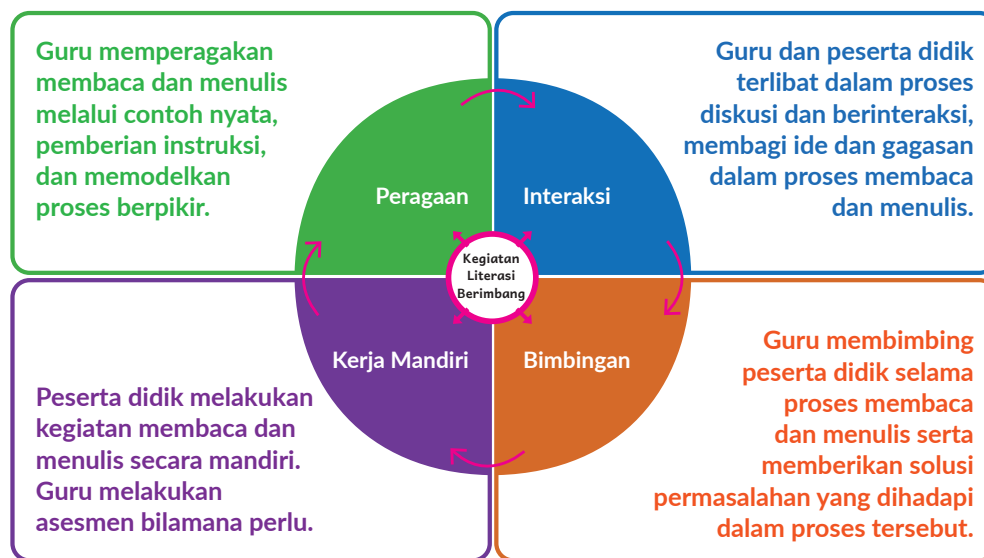 Guru memperagakan
membaca dan menulis
melalui contoh nyata,
pemberian instruksi,
dan memodelkan
proses berpikir.
Guru dan peserta didik
terlibat dalam proses
diskusi dan berinteraksi,
membagi ide dan gagasan
dalam proses membaca
dan menulis.
Peragaan
Interaksi
Kegiatan
Literasi
Berimbang
Kerja Mandiri
Bimbingan
Peserta didik melakukan
kegiatan membaca dan
menulis secara mandiri.
Guru melakukan
asesmen bilamana perlu.
Guru membimbing
peserta didik selama
proses membaca
dan menulis serta
memberikan solusi
permasalahan yang dihadapi
dalam proses tersebut.